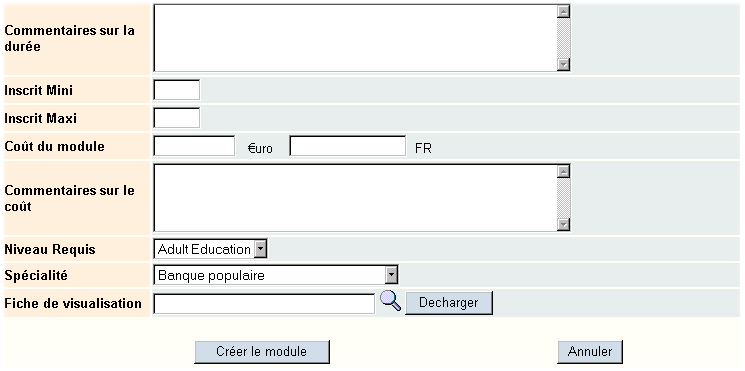 Commentaires sur la
durée
Inscrit Mini
Inscrit Maxi
Coût du module €uro FR
Commentaires sur le
coût
Niveau Requis Adult Education
Spécialité Banque populaire
Fiche de visualisation Decharger
Créer le module Annuler